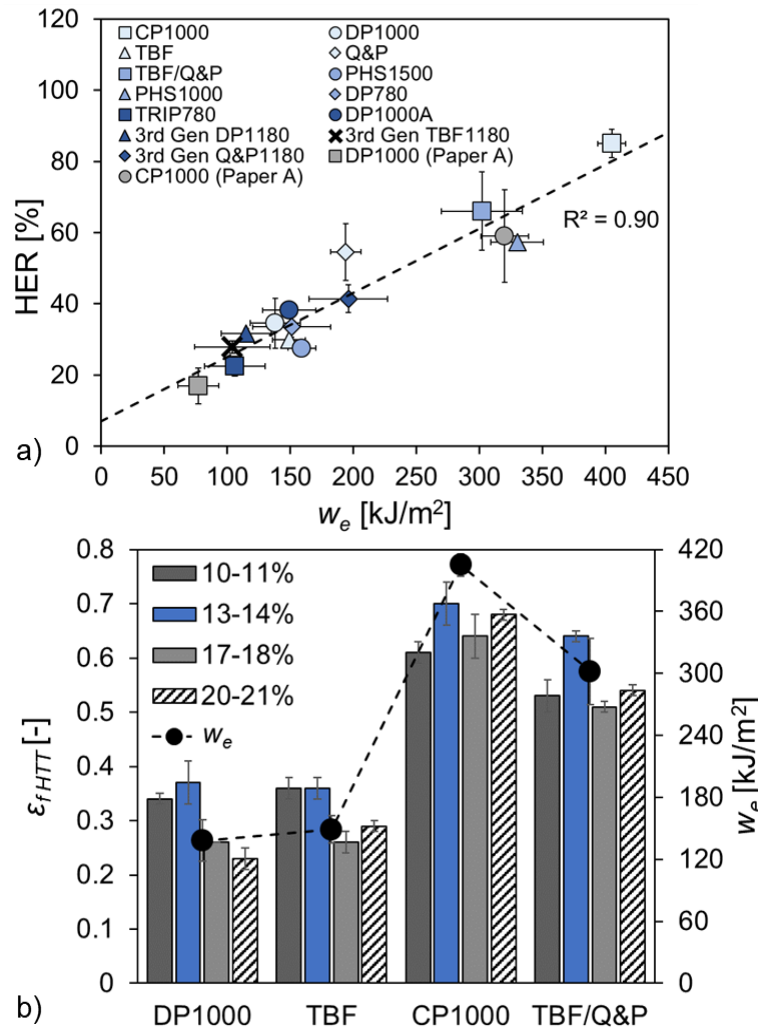 120
100
80
60
40
20
0
HER [%]
CP1000
DP1000
TBF
Q&P
TBF/Q&P
PHS1500
PHS1000
DP780
TRIP780
DP1000A
3rd Gen DP1180
3rd Gen TBF1180
3rd Gen Q&P1180
DP1000 (Paper A)
CP1000 (Paper A)
R² = 0.90
0 50 100 150 200 250 300 350 400 450
a)
wₑ [kJ/m²]
0.8
0.7
0.6
0.5
0.4
0.3
0.2
0.1
0
ε_f HTT [-]
10-11%
13-14%
17-18%
20-21%
wₑ
420
360
300
240
180
120
60
0
wₑ [kJ/m²]
b)
DP1000 TBF CP1000 TBF/Q&P